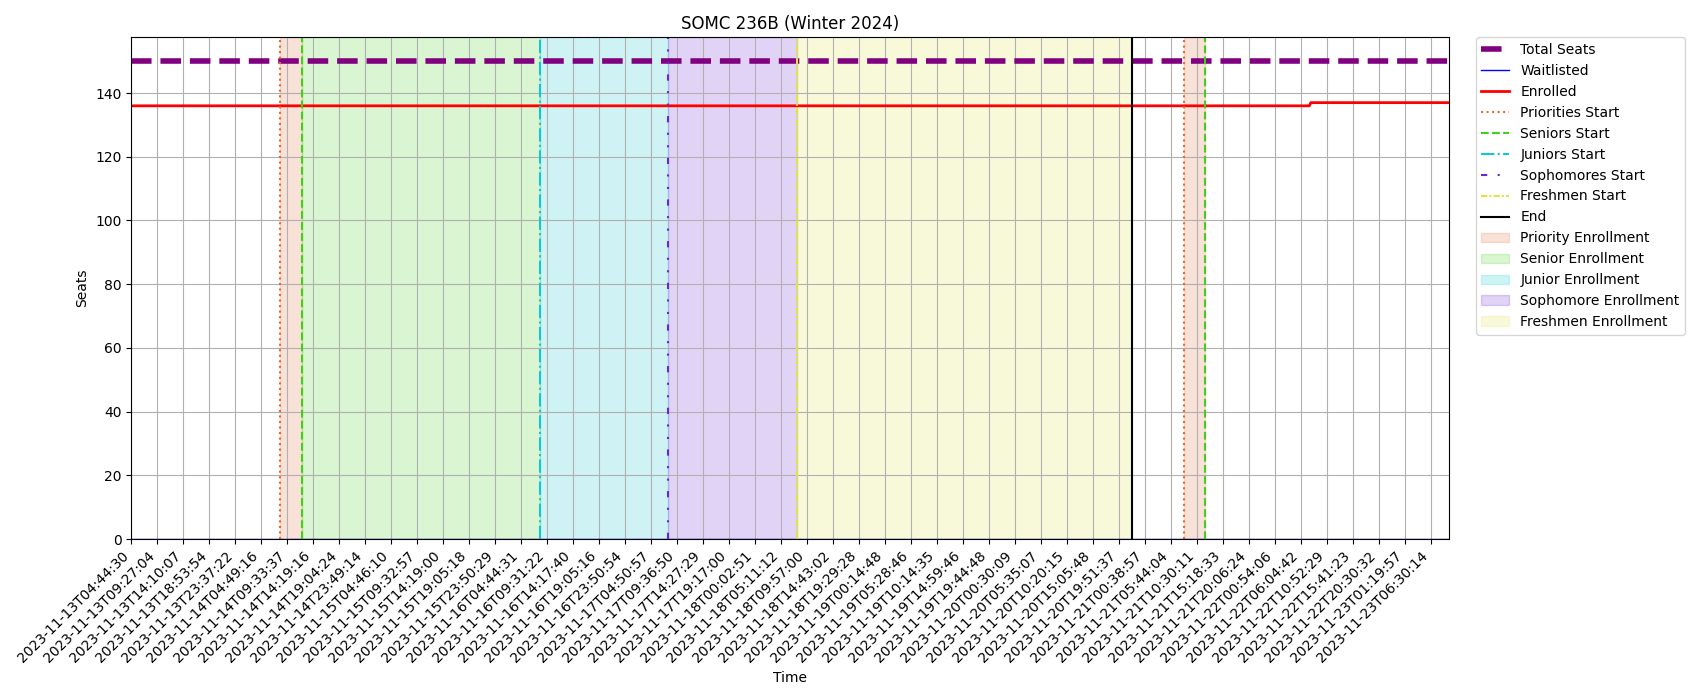 SOMC 236B (Winter 2024)
Total Seats
Waitlisted
Enrolled
Priorities Start
Seniors Start
Juniors Start
Sophomores Start
Freshmen Start
End
Priority Enrollment
Senior Enrollment
Junior Enrollment
Sophomore Enrollment
Freshmen Enrollment
Seats
140
120
100
80
60
40
20
0
2023-11-13T04:44:30
2023-11-13T09:27:04
2023-11-13T14:10:07
2023-11-13T18:53:54
2023-11-13T23:37:22
2023-11-14T04:49:16
2023-11-14T09:33:37
2023-11-14T14:19:16
2023-11-14T19:04:24
2023-11-14T23:49:14
2023-11-15T04:46:10
2023-11-15T09:32:57
2023-11-15T14:19:00
2023-11-15T19:05:18
2023-11-15T23:50:29
2023-11-16T04:44:31
2023-11-16T09:31:22
2023-11-16T14:17:40
2023-11-16T19:05:16
2023-11-16T23:50:54
2023-11-17T04:50:57
2023-11-17T09:36:50
2023-11-17T14:27:29
2023-11-17T19:17:00
2023-11-18T00:02:51
2023-11-18T05:11:12
2023-11-18T09:57:00
2023-11-18T14:43:02
2023-11-18T19:29:28
2023-11-19T00:14:48
2023-11-19T05:28:46
2023-11-19T10:14:35
2023-11-19T14:59:46
2023-11-19T19:44:48
2023-11-20T00:30:09
2023-11-20T05:35:07
2023-11-20T10:20:15
2023-11-20T15:05:48
2023-11-20T19:51:37
2023-11-21T00:38:57
2023-11-21T05:44:04
2023-11-21T10:30:11
2023-11-21T15:18:33
2023-11-21T20:06:24
2023-11-22T00:54:06
2023-11-22T06:04:42
2023-11-22T10:52:29
2023-11-22T15:41:23
2023-11-22T20:30:32
2023-11-23T01:19:57
2023-11-23T06:30:14
Time